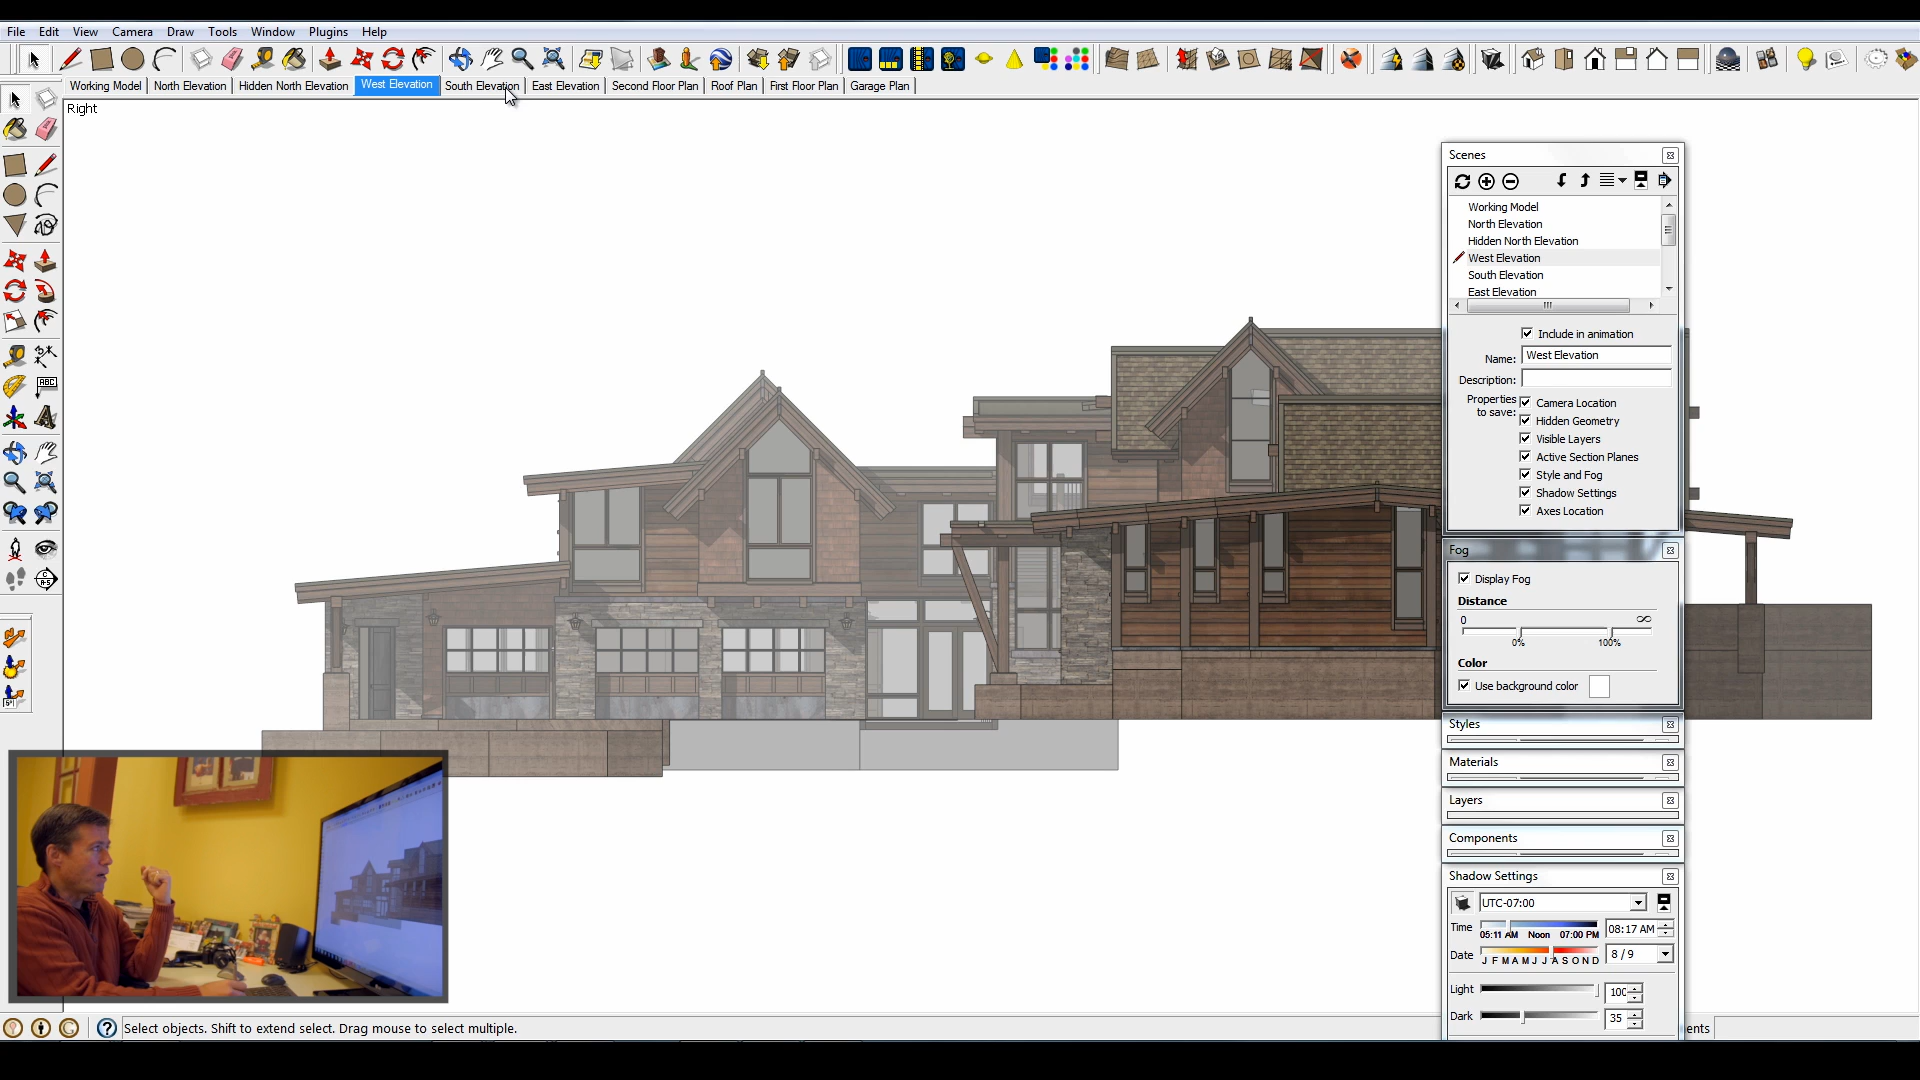 File Edit View Camera Draw Tools Window Plugins Help
Working Model North Elevation Hidden North Elevation West Elevation South Elevation East Elevation Second Floor Plan Roof Plan First Floor Plan Garage Plan
Right
ABC
Scenes
Working Model
North Elevation
Hidden North Elevation
West Elevation
South Elevation
East Elevation
Include in animation
Name: West Elevation
Description:
Properties to save:
Camera Location
Hidden Geometry
Visible Layers
Active Section Planes
Style and Fog
Shadow Settings
Axes Location
Fog
Display Fog
Distance
0 ∞
0% 100%
Color
Use background color
Styles
Materials
Layers
Components
Shadow Settings
UTC-07:00
Time 05:11 AM Noon 07:00 PM 08:17 AM
Date J F M A M J J A S O N D 8 / 9
Light 100
Dark 35
Select objects. Shift to extend select. Drag mouse to select multiple.
ents